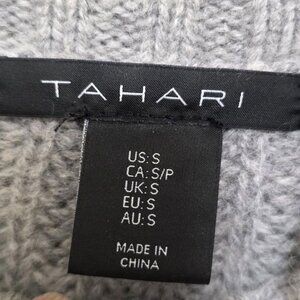 TAHARI
US: S
CA: S/P
UK: S
EU: S
AU: S
MADE IN
CHINA